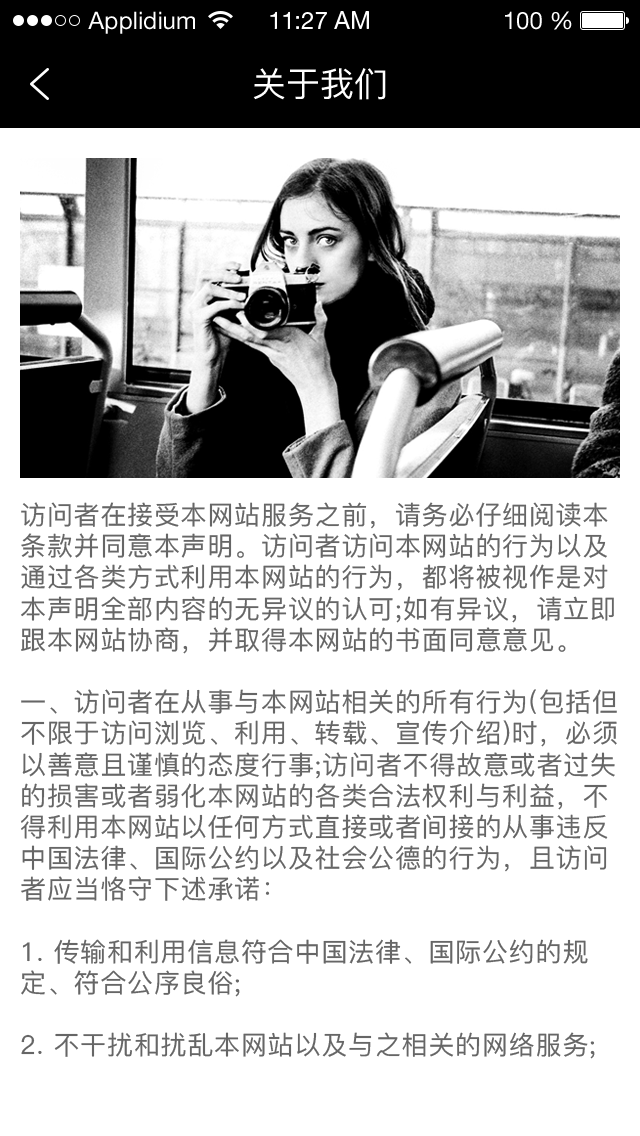 Applidium 11:27 AM 100 %
关于我们
访问者在接受本网站服务之前，请务必仔细阅读本
条款并同意本声明。访问者访问本网站的行为以及
通过各类方式利用本网站的行为，都将被视作是对
本声明全部内容的无异议的认可;如有异议，请立即
跟本网站协商，并取得本网站的书面同意意见。
一、访问者在从事与本网站相关的所有行为(包括但
不限于访问浏览、利用、转载、宣传介绍)时，必须
以善意且谨慎的态度行事;访问者不得故意或者过失
的损害或者弱化本网站的各类合法权利与利益，不
得利用本网站以任何方式直接或者间接的从事违反
中国法律、国际公约以及社会公德的行为，且访问
者应当恪守下述承诺：
1. 传输和利用信息符合中国法律、国际公约的规
定、符合公序良俗;
2. 不干扰和扰乱本网站以及与之相关的网络服务;